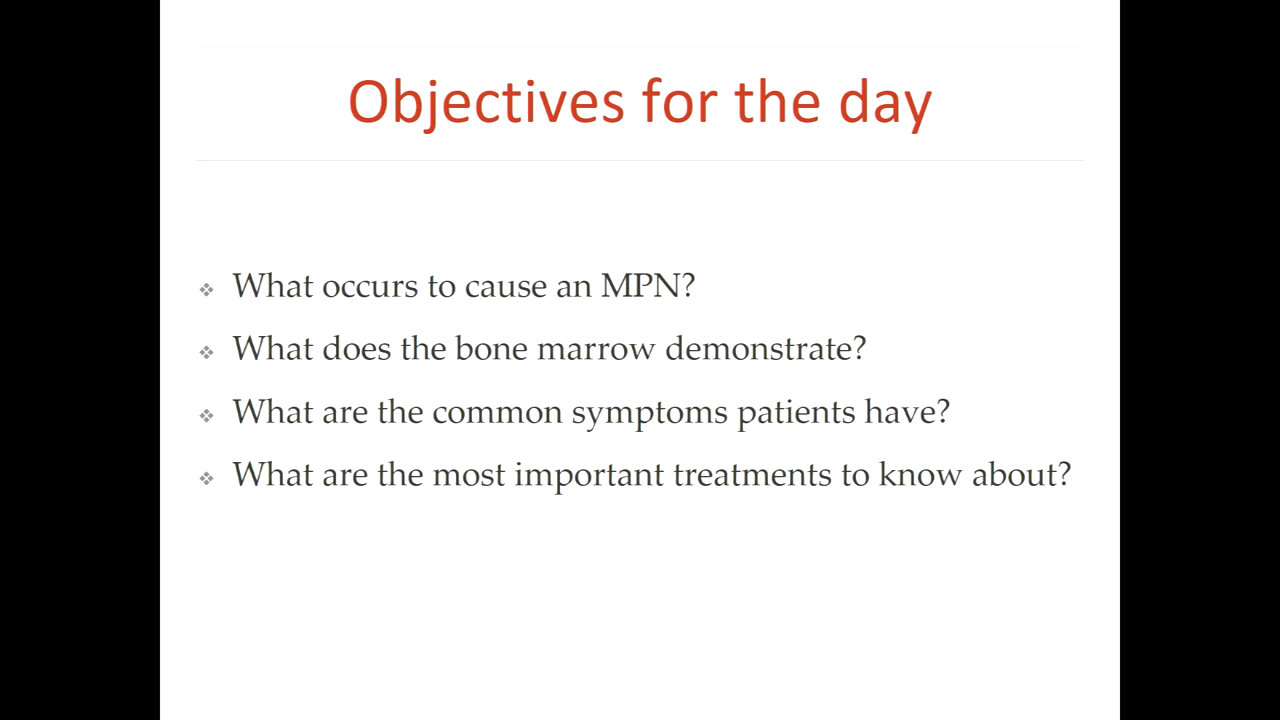 Objectives for the day
What occurs to cause an MPN?
What does the bone marrow demonstrate?
What are the common symptoms patients have?
What are the most important treatments to know about?